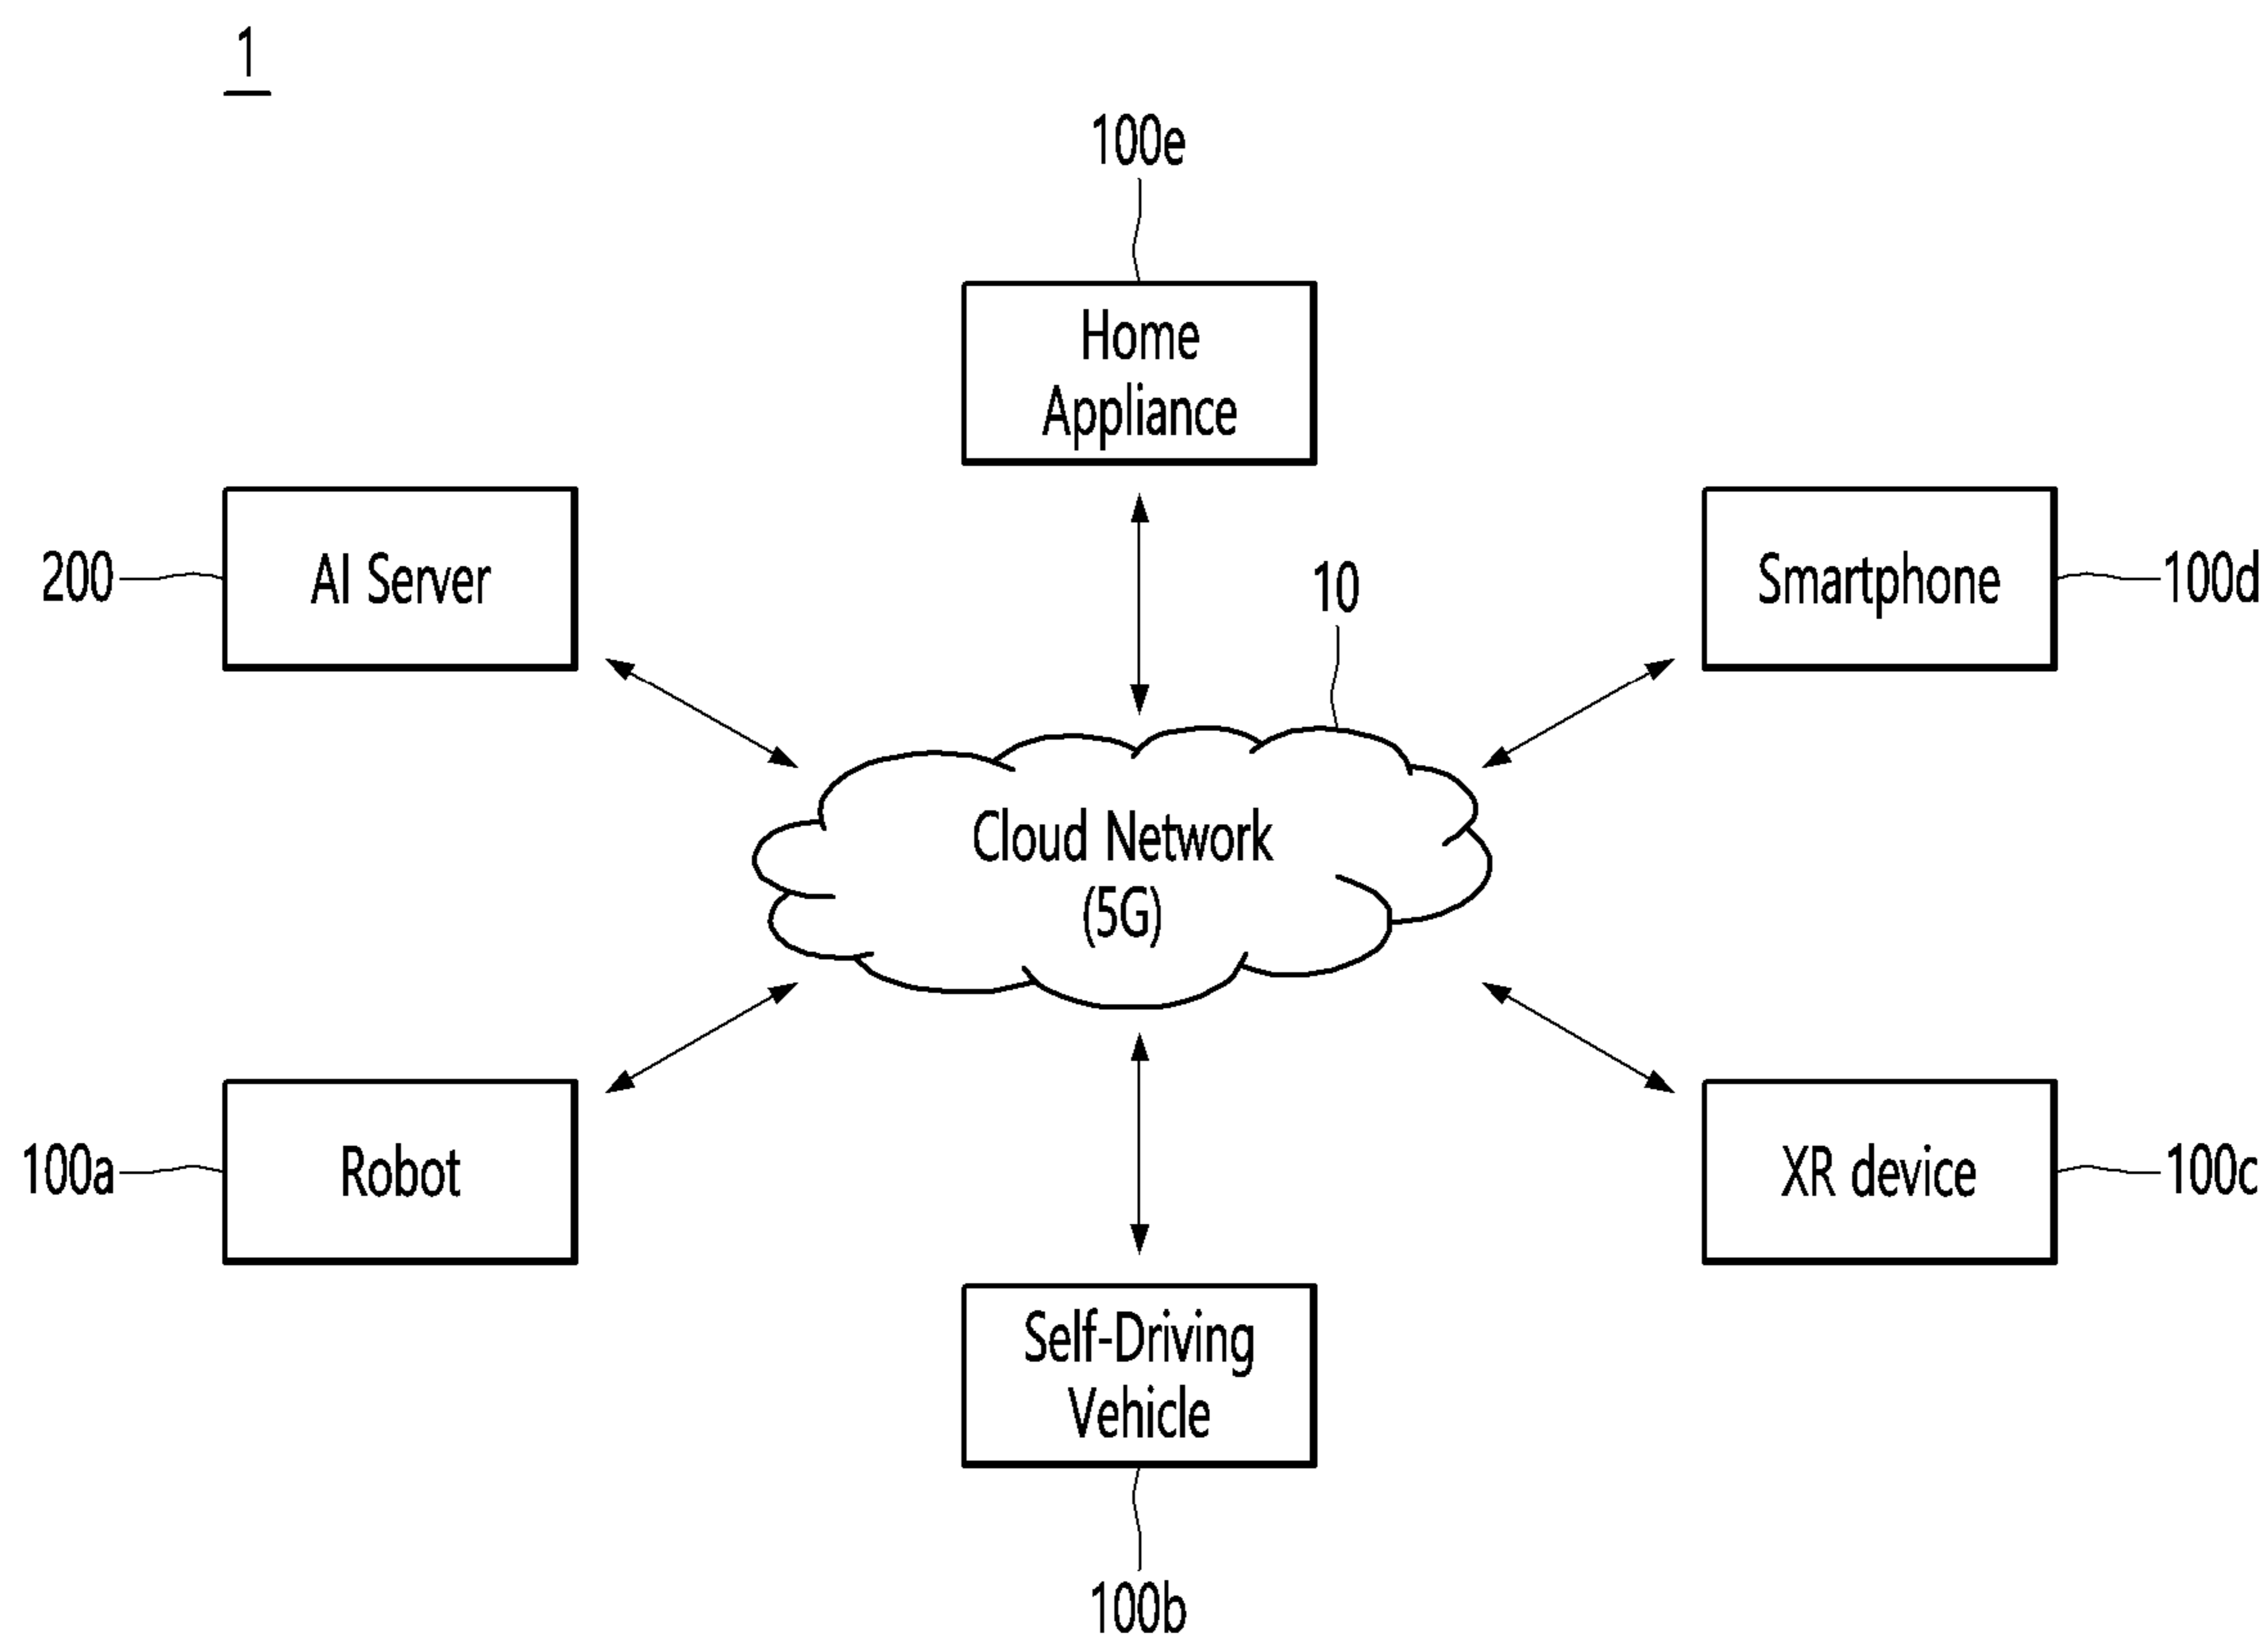 1
100e
Home
Appliance
200
AI Server
10
Smartphone
100d
Cloud Network
(5G)
100a
Robot
XR device
100c
Self-Driving
Vehicle
100b